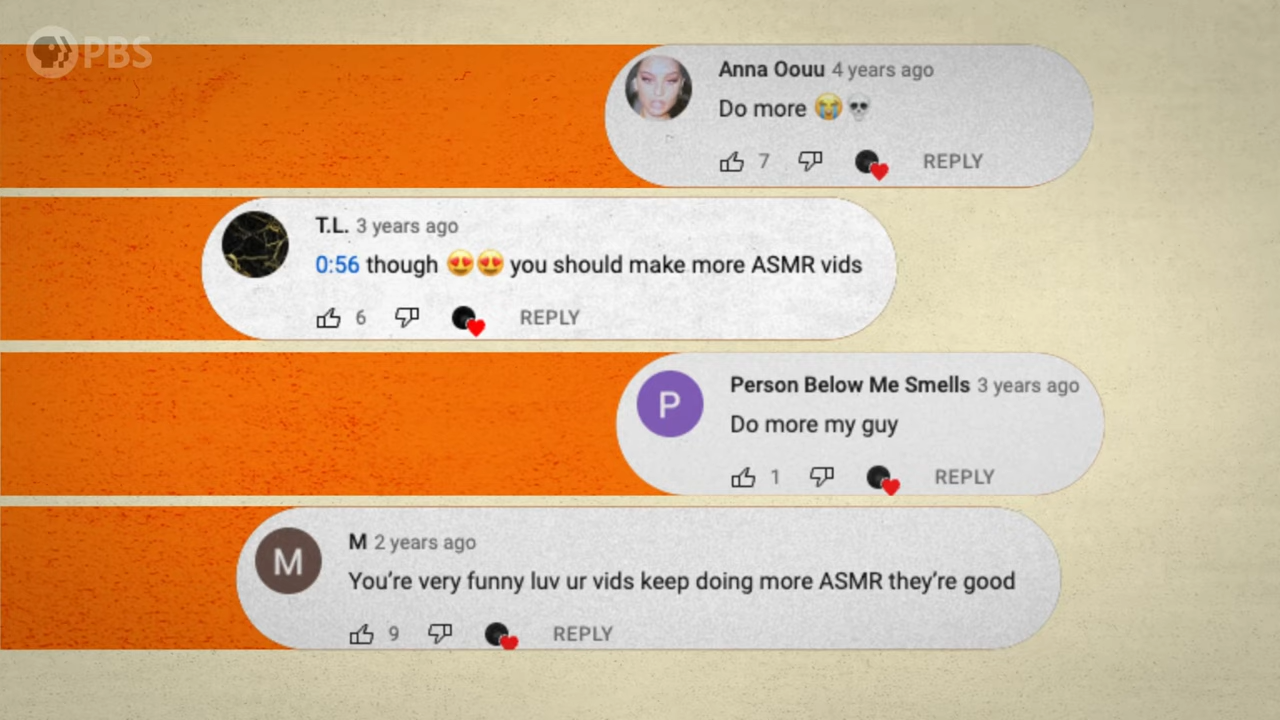 PBS
Anna Oouu 4 years ago
Do more 😭💀
7 REPLY
T.L. 3 years ago
0:56 though 😍😍 you should make more ASMR vids
6 REPLY
P
Person Below Me Smells 3 years ago
Do more my guy
1 REPLY
M
M 2 years ago
You're very funny luv ur vids keep doing more ASMR they're good
9 REPLY